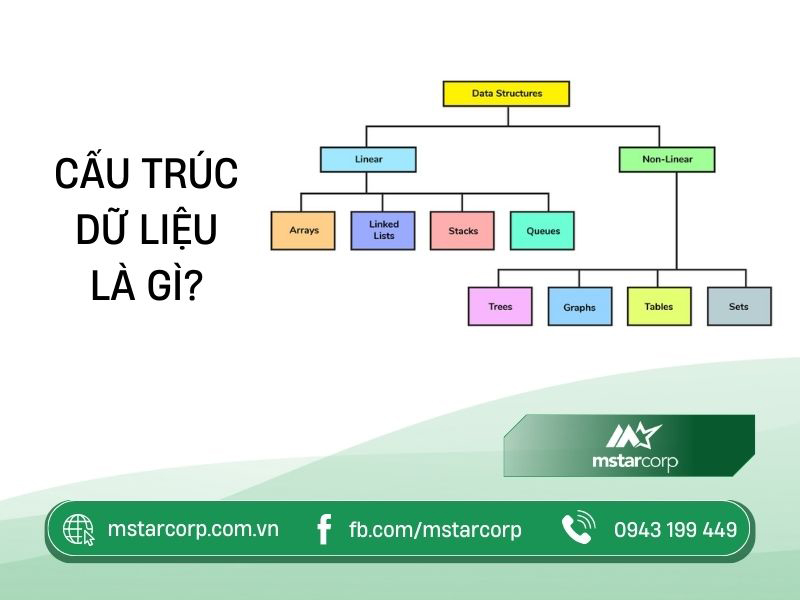 CẤU TRÚC
DỮ LIỆU
LÀ GÌ?
Data Structures
Linear
Non-Linear
Arrays
Linked
Lists
Stacks
Queues
Trees
Graphs
Tables
Sets
mstarcorp
mstarcorp.com.vn
fb.com/mstarcorp
0943 199 449